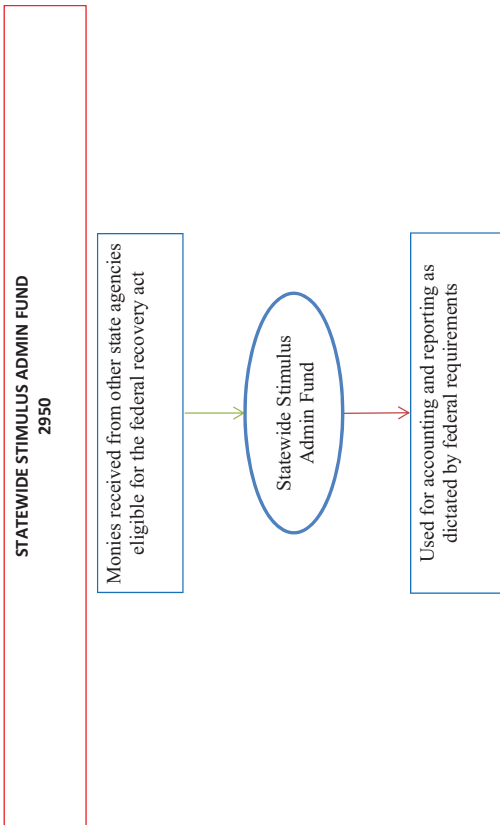 STATEWIDE STIMULUS ADMIN FUND
2950
Monies received from other state agencies
eligible for the federal recovery act
Statewide Stimulus
Admin Fund
Used for accounting and reporting as
dictated by federal requirements